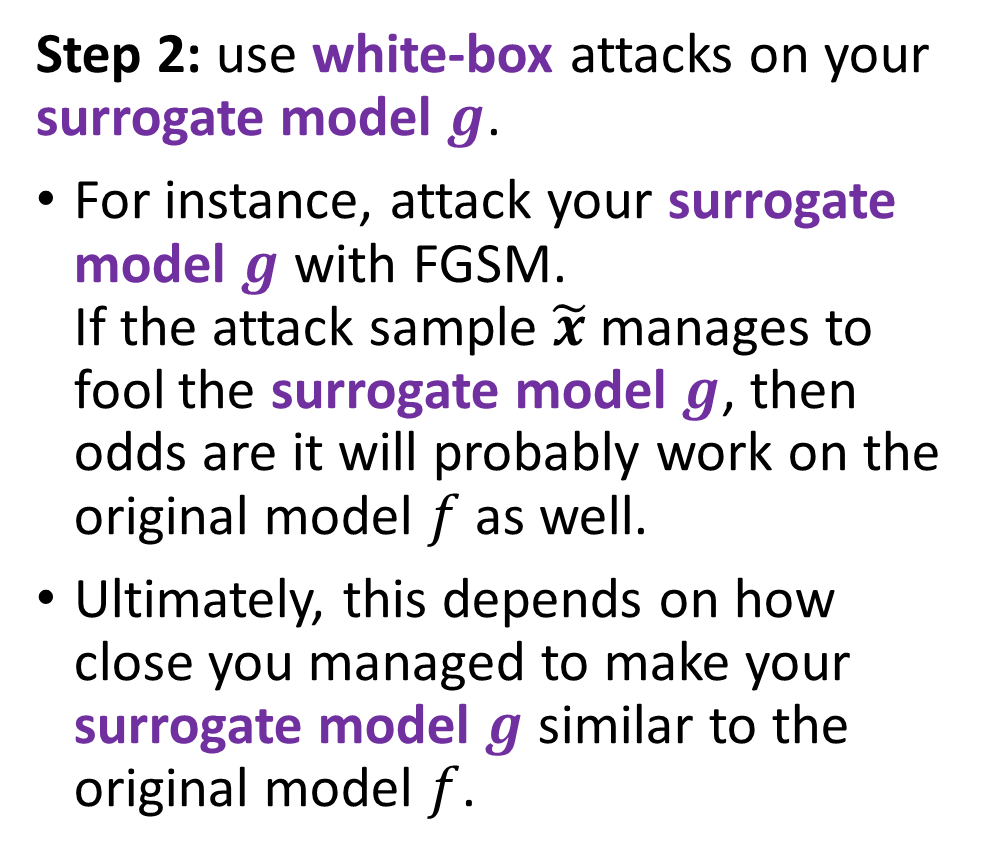 Step 2: use white-box attacks on your
surrogate model g.
• For instance, attack your surrogate
model g with FGSM.
If the attack sample x̃ manages to
fool the surrogate model g, then
odds are it will probably work on the
original model f as well.
• Ultimately, this depends on how
close you managed to make your
surrogate model g similar to the
original model f.